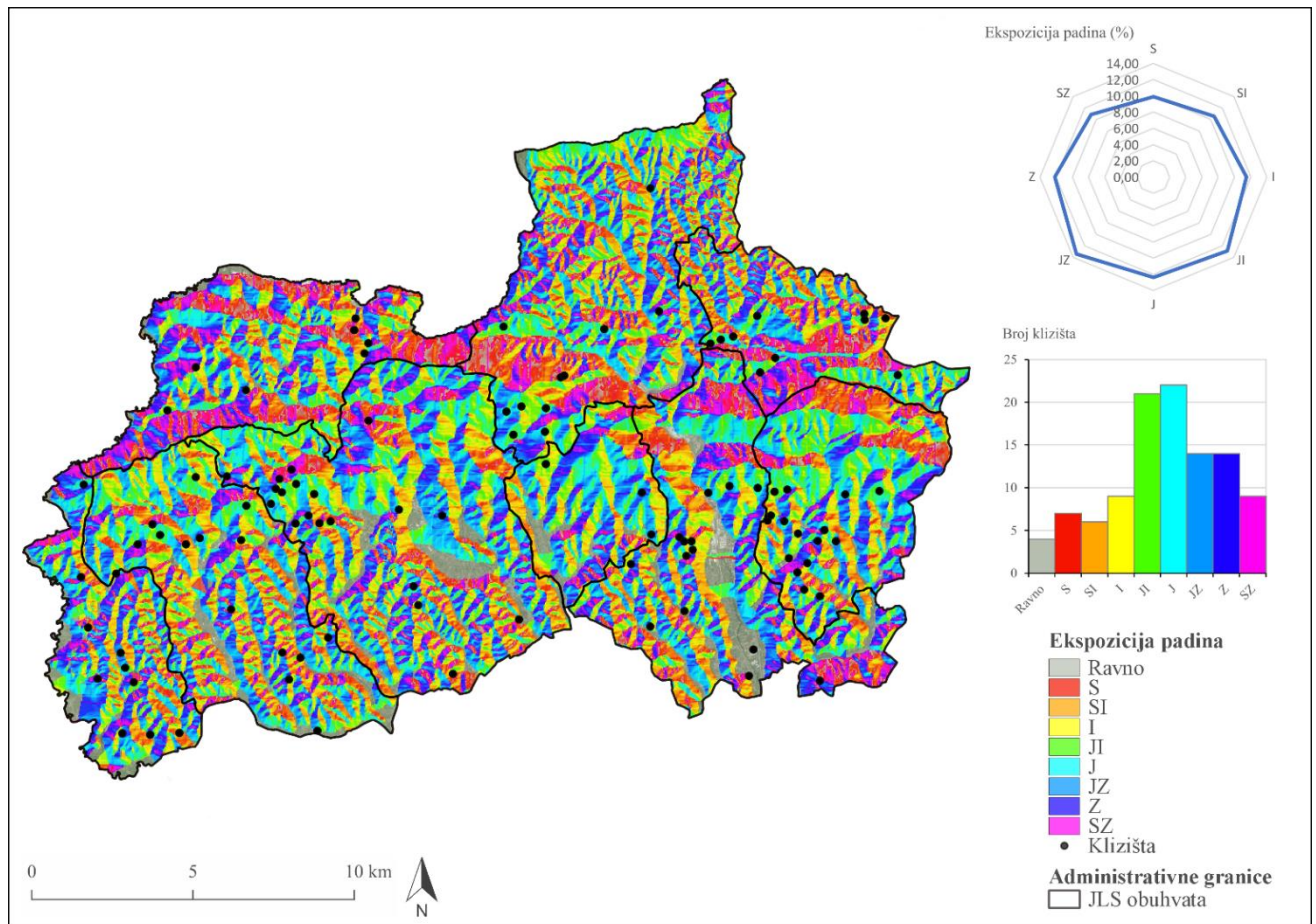 Ekspozicija padina (%)
S
14,00
12,00
10,00
8,00
6,00
4,00
2,00
0,00
SI
I
JI
J
JZ
Z
SZ
Broj klizišta
25
20
15
10
5
0
Ravno
S
SI
I
JI
J
JZ
Z
SZ
Ekspozicija padina
Ravno
S
SI
I
JI
J
JZ
Z
SZ
Klizišta
Administrativne granice
JLS obuhvata
0 5 10 km
N